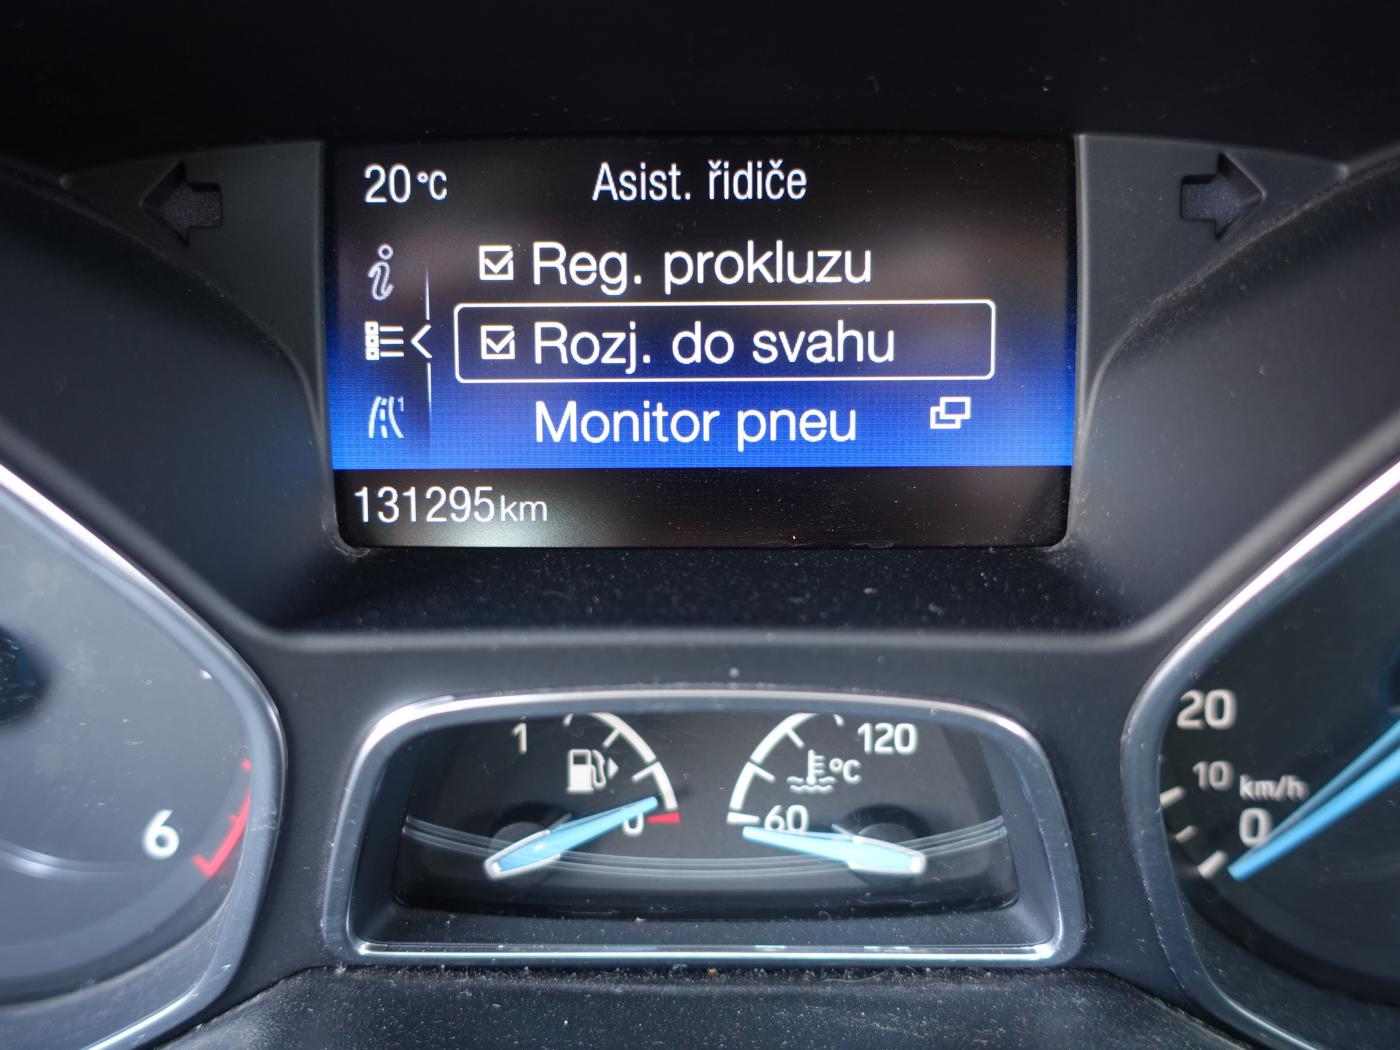 20°C Asist. řidiče
Reg. prokluzu
Rozj. do svahu
Monitor pneu
1
131295km
1
0
120
°C
60
6
20
10 km/h
0